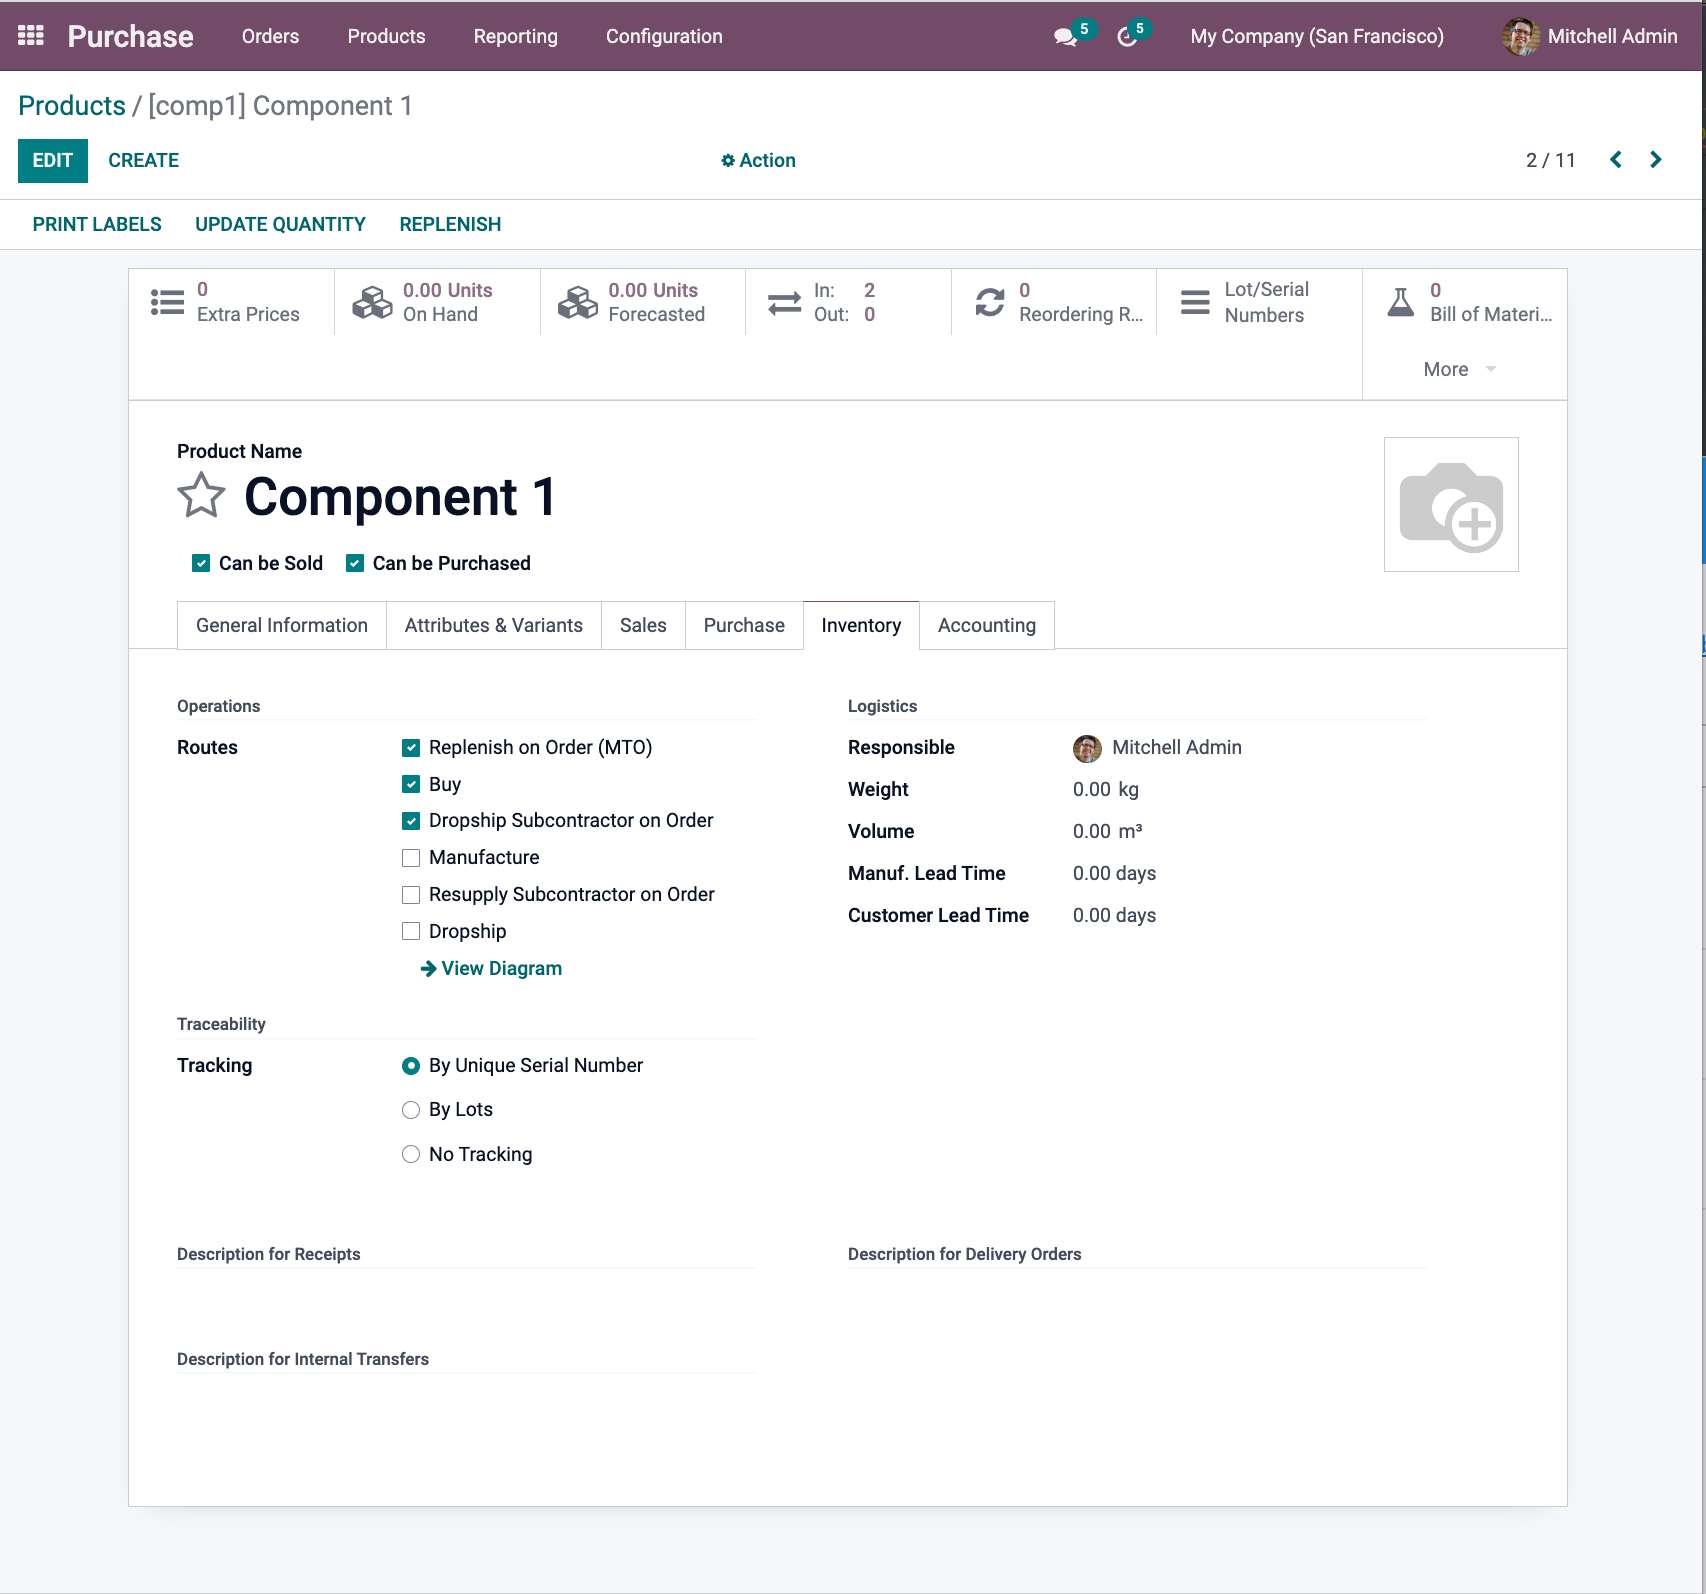 Purchase Orders Products Reporting Configuration 5 5 My Company (San Francisco) Mitchell Admin
Products / [comp1] Component 1
EDIT CREATE Action 2 / 11
PRINT LABELS UPDATE QUANTITY REPLENISH
0
Extra Prices
0.00 Units
On Hand
0.00 Units
Forecasted
In: 2
Out: 0
0
Reordering R...
Lot/Serial
Numbers
0
Bill of Materi...
More
Product Name
Component 1
Can be Sold Can be Purchased
General Information Attributes & Variants Sales Purchase Inventory Accounting
Operations
Routes
Replenish on Order (MTO)
Buy
Dropship Subcontractor on Order
Manufacture
Resupply Subcontractor on Order
Dropship
View Diagram
Logistics
Responsible Mitchell Admin
Weight 0.00 kg
Volume 0.00 m³
Manuf. Lead Time 0.00 days
Customer Lead Time 0.00 days
Traceability
Tracking
By Unique Serial Number
By Lots
No Tracking
Description for Receipts
Description for Delivery Orders
Description for Internal Transfers